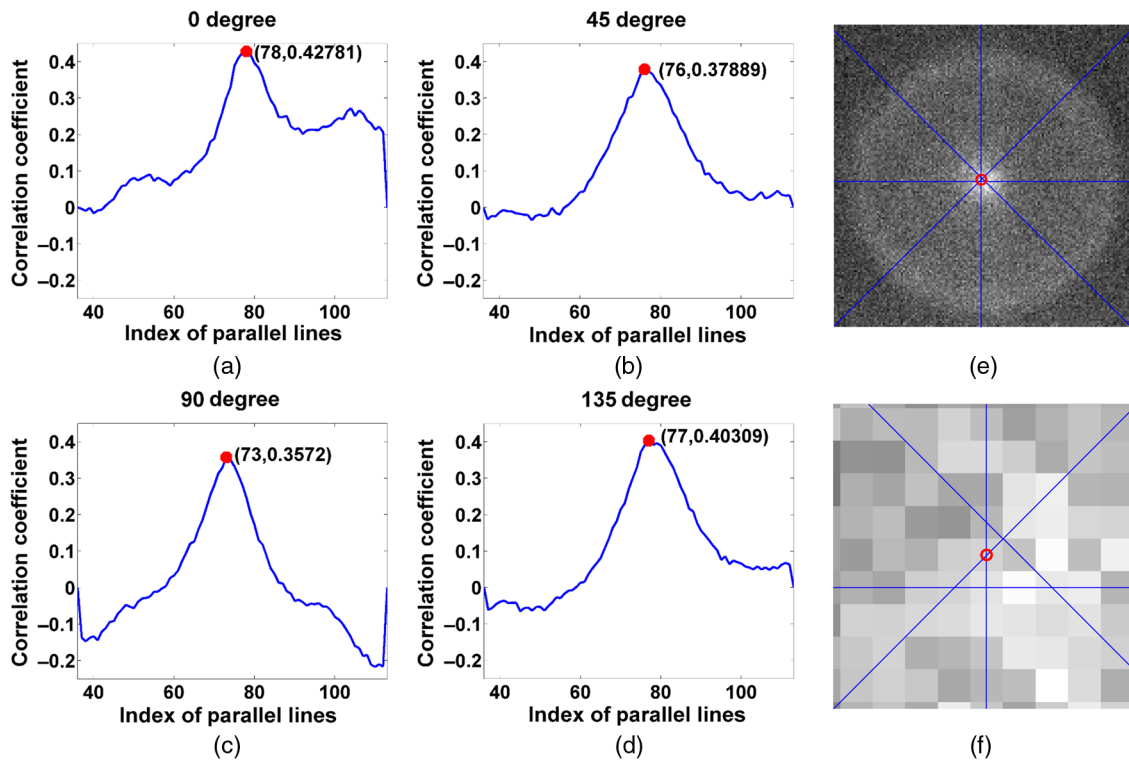 0 degree
Correlation coefficient
0.4
0.3
0.2
0.1
0
–0.1
–0.2
(78,0.42781)
40
60
80
100
Index of parallel lines
(a)
45 degree
Correlation coefficient
0.4
0.3
0.2
0.1
0
–0.1
–0.2
(76,0.37889)
40
60
80
100
Index of parallel lines
(b)
(e)
90 degree
Correlation coefficient
0.4
0.3
0.2
0.1
0
–0.1
–0.2
(73,0.3572)
40
60
80
100
Index of parallel lines
(c)
135 degree
Correlation coefficient
0.4
0.3
0.2
0.1
0
–0.1
–0.2
(77,0.40309)
40
60
80
100
Index of parallel lines
(d)
(f)